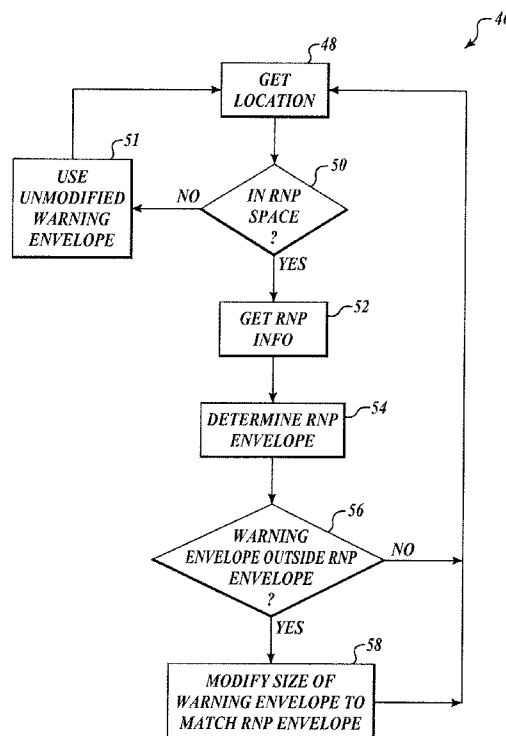 46
48
GET
LOCATION
51
USE
UNMODIFIED
WARNING
ENVELOPE
NO
50
IN RNP
SPACE
?
YES
52
GET RNP
INFO
54
DETERMINE RNP
ENVELOPE
56
WARNING
ENVELOPE OUTSIDE RNP
ENVELOPE
?
NO
YES
58
MODIFY SIZE OF
WARNING ENVELOPE TO
MATCH RNP ENVELOPE